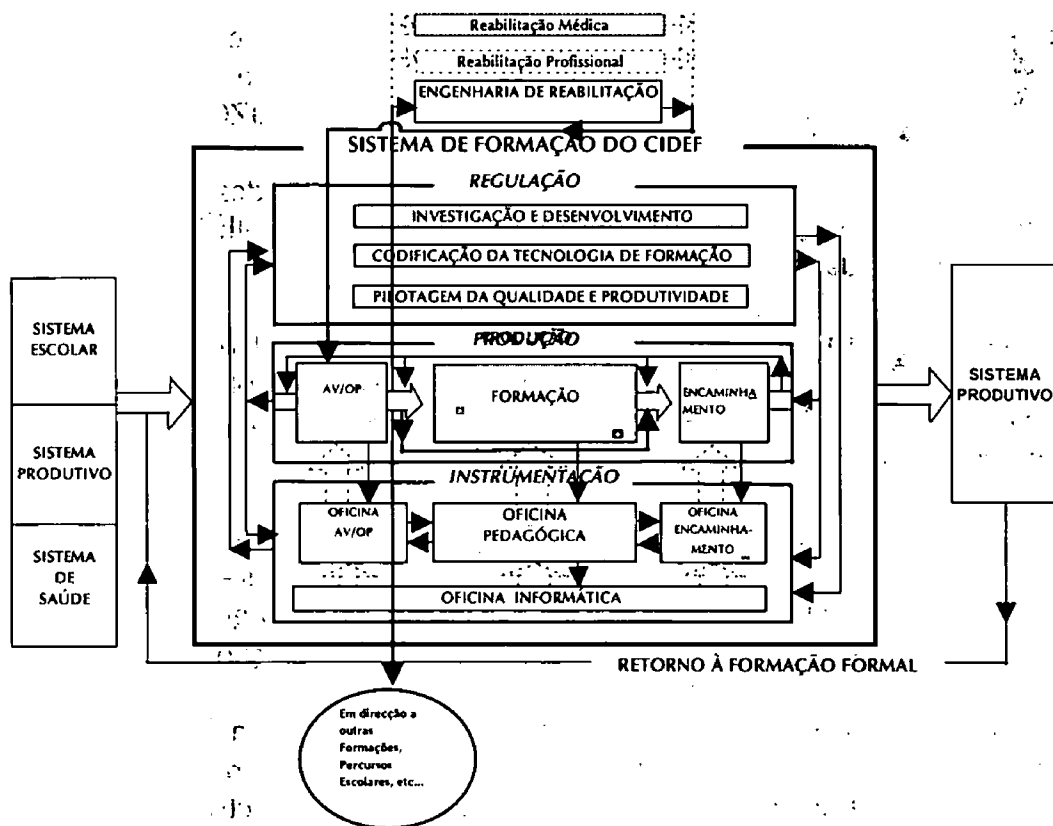 Reabilitação Médica
Reabilitação Profissional
ENGENHARIA DE REABILITAÇÃO
SISTEMA DE FORMAÇÃO DO CIDEF
REGULAÇÃO
INVESTIGAÇÃO E DESENVOLVIMENTO
CODIFICAÇÃO DA TECNOLOGIA DE FORMAÇÃO
PILOTAGEM DA QUALIDADE E PRODUTIVIDADE
SISTEMA
ESCOLAR
SISTEMA
PRODUTIVO
SISTEMA
DE
SAÚDE
PRODUÇÃO
AV/OP
FORMAÇÃO
ENCAMINHA
MENTO
INSTRUMENTAÇÃO
OFICINA
AV/OP
OFICINA
PEDAGÓGICA
OFICINA
ENCAMINHA-
MENTO
OFICINA INFORMÁTICA
SISTEMA
PRODUTIVO
RETORNO À FORMAÇÃO FORMAL
Em direcção a
outras
Formações,
Percursos
Escolares, etc...